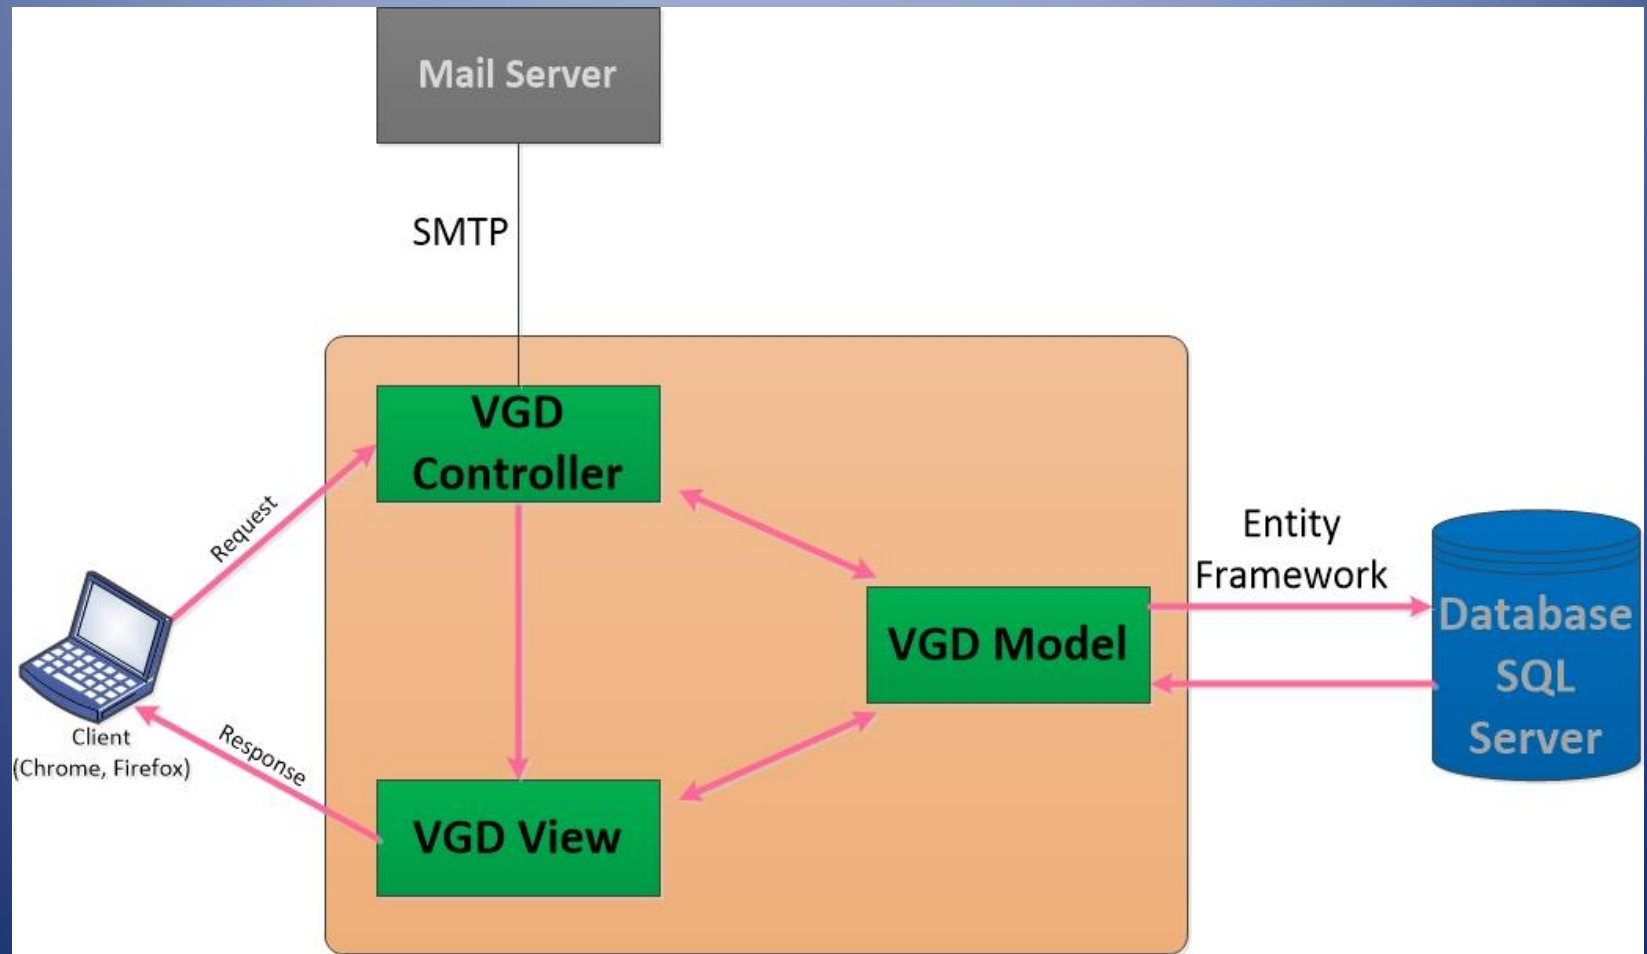 Mail Server
SMTP
VGD
Controller
Request
Entity
Framework
VGD Model
Database
SQL
Server
Client
(Chrome, Firefox)
Response
VGD View